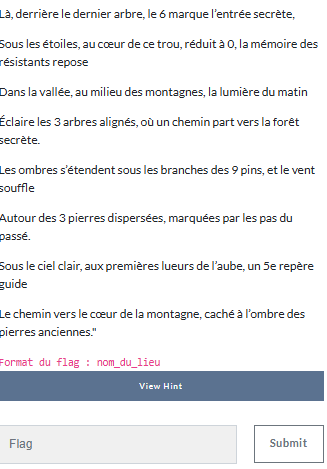 Là, derrière le dernier arbre, le 6 marque l'entrée secrète,
Sous les étoiles, au cœur de ce trou, réduit à 0, la mémoire des
résistants repose
Dans la vallée, au milieu des montagnes, la lumière du matin
Éclaire les 3 arbres alignés, où un chemin part vers la forêt
secrète.
Les ombres s'étendent sous les branches des 9 pins, et le vent
souffle
Autour des 3 pierres dispersées, marquées par les pas du
passé.
Sous le ciel clair, aux premières lueurs de l'aube, un 5e repère
guide
Le chemin vers le cœur de la montagne, caché à l'ombre des
pierres anciennes."
Format du flag : nom_du_lieu
View Hint
Flag
Submit